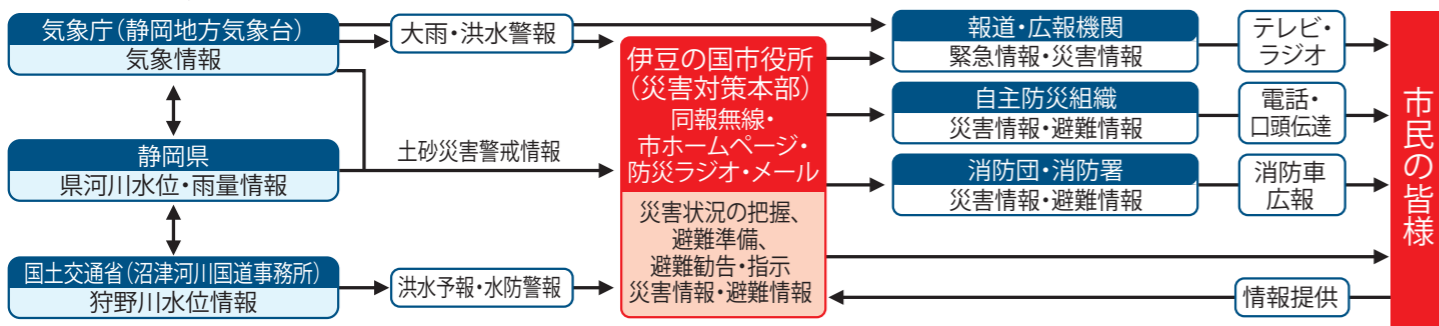 気象庁(静岡地方気象台)
気象情報
静岡県
県河川水位・雨量情報
国土交通省(沼津河川国道事務所)
狩野川水位情報
大雨・洪水警報
土砂災害警戒情報
洪水予報・水防警報
伊豆の国市役所
(災害対策本部)
同報無線・
市ホームページ・
防災ラジオ・メール
災害状況の把握、
避難準備、
避難勧告・指示
災害情報・避難情報
報道・広報機関
緊急情報・災害情報
自主防災組織
災害情報・避難情報
消防団・消防署
災害情報・避難情報
テレビ・
ラジオ
電話・
口頭伝達
消防車
広報
情報提供
市民の皆様